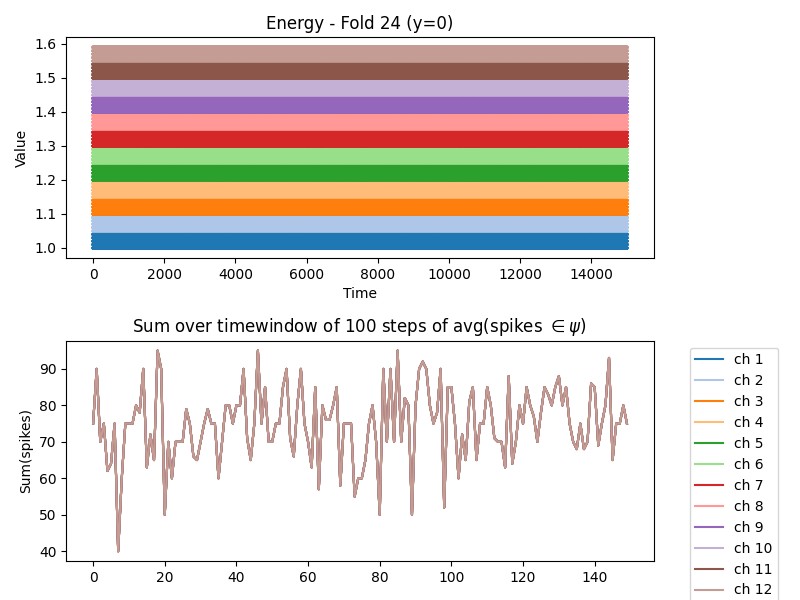 Energy - Fold 24 (y=0)
1.6
1.5
1.4
1.3
1.2
1.1
1.0
Value
0 2000 4000 6000 8000 10000 12000 14000
Time
Sum over timewindow of 100 steps of avg(spikes ∈ ψ)
90
80
70
60
50
40
Sum(spikes)
0 20 40 60 80 100 120 140
ch 1
ch 2
ch 3
ch 4
ch 5
ch 6
ch 7
ch 8
ch 9
ch 10
ch 11
ch 12